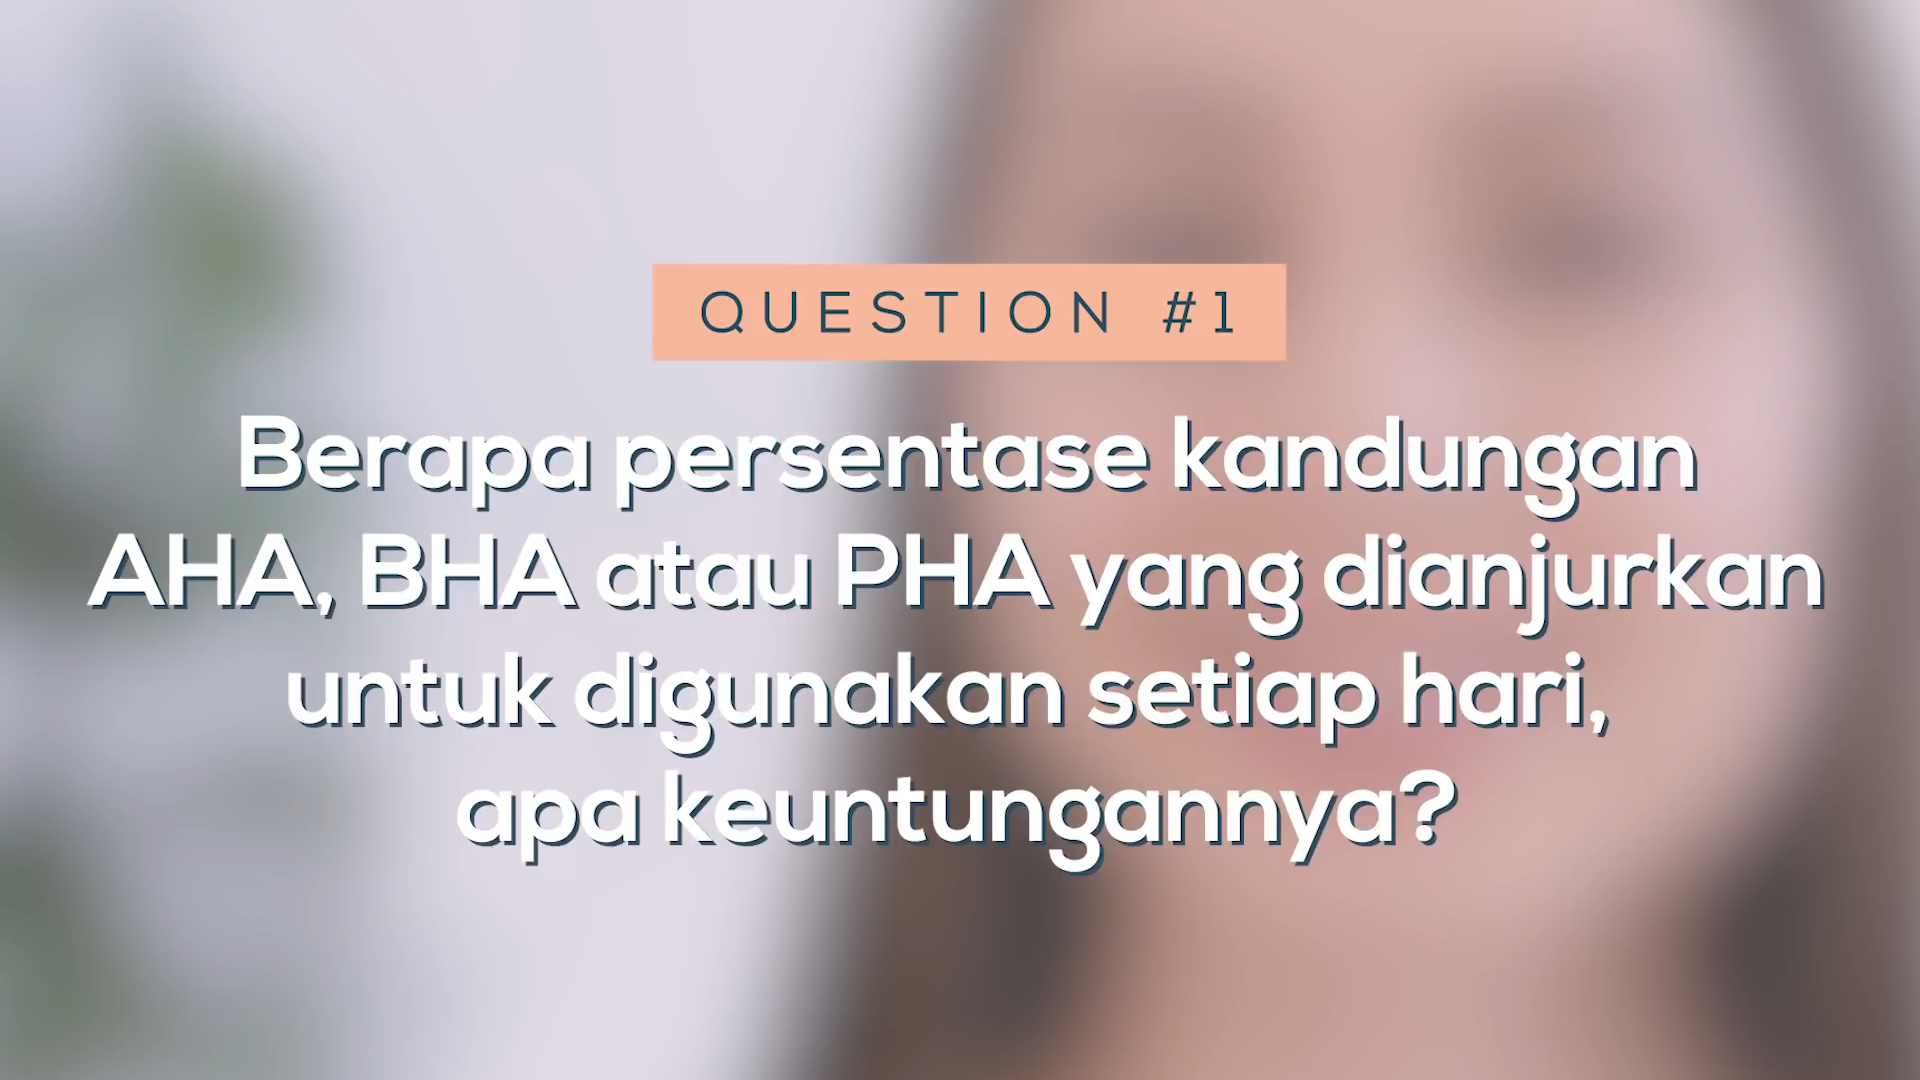 QUESTION #1
Berapa persentase kandungan
AHA, BHA atau PHA yang dianjurkan
untuk digunakan setiap hari,
apa keuntungannya?